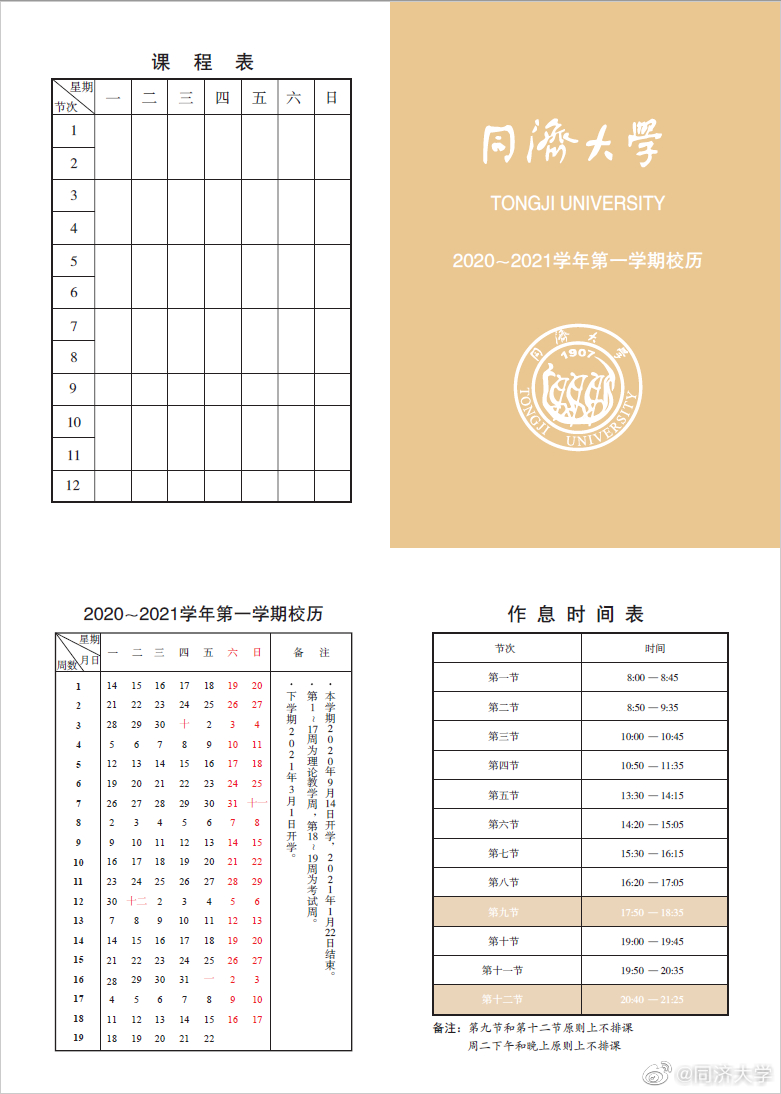 课 程 表
星期 一 二 三 四 五 六 日
节次
1
2
3
4
5
6
7
8
9
10
11
12
同濟大學
TONGJI UNIVERSITY
2020~2021学年第一学期校历
同濟大學
1907
TONGJI UNIVERSITY
2020~2021学年第一学期校历
星期 一 二 三 四 五 六 日 备 注
周数 月日
1 14 15 16 17 18 19 20
2 21 22 23 24 25 26 27
3 28 29 30 十 2 3 4
4 5 6 7 8 9 10 11
5 12 13 14 15 16 17 18
6 19 20 21 22 23 24 25
7 26 27 28 29 30 31 十一
8 2 3 4 5 6 7 8
9 9 10 11 12 13 14 15
10 16 17 18 19 20 21 22
11 23 24 25 26 27 28 29
12 30 十二 2 3 4 5 6
13 7 8 9 10 11 12 13
14 14 15 16 17 18 19 20
15 21 22 23 24 25 26 27
16 28 29 30 31 一 2 3
17 4 5 6 7 8 9 10
18 11 12 13 14 15 16 17
19 18 19 20 21 22
·本学期2020年9月14日开学，2021年1月22日结束。
·第1~17周为理论教学周，第18~19周为考试周。
·下学期2021年3月1日开学。
作 息 时 间 表
节次 时间
第一节 8:00 — 8:45
第二节 8:50 — 9:35
第三节 10:00 — 10:45
第四节 10:50 — 11:35
第五节 13:30 — 14:15
第六节 14:20 — 15:05
第七节 15:30 — 16:15
第八节 16:20 — 17:05
第九节 17:50 — 18:35
第十节 19:00 — 19:45
第十一节 19:50 — 20:35
第十二节 20:40 — 21:25
备注：第九节和第十二节原则上不排课
周二下午和晚上原则上不排课
@同济大学